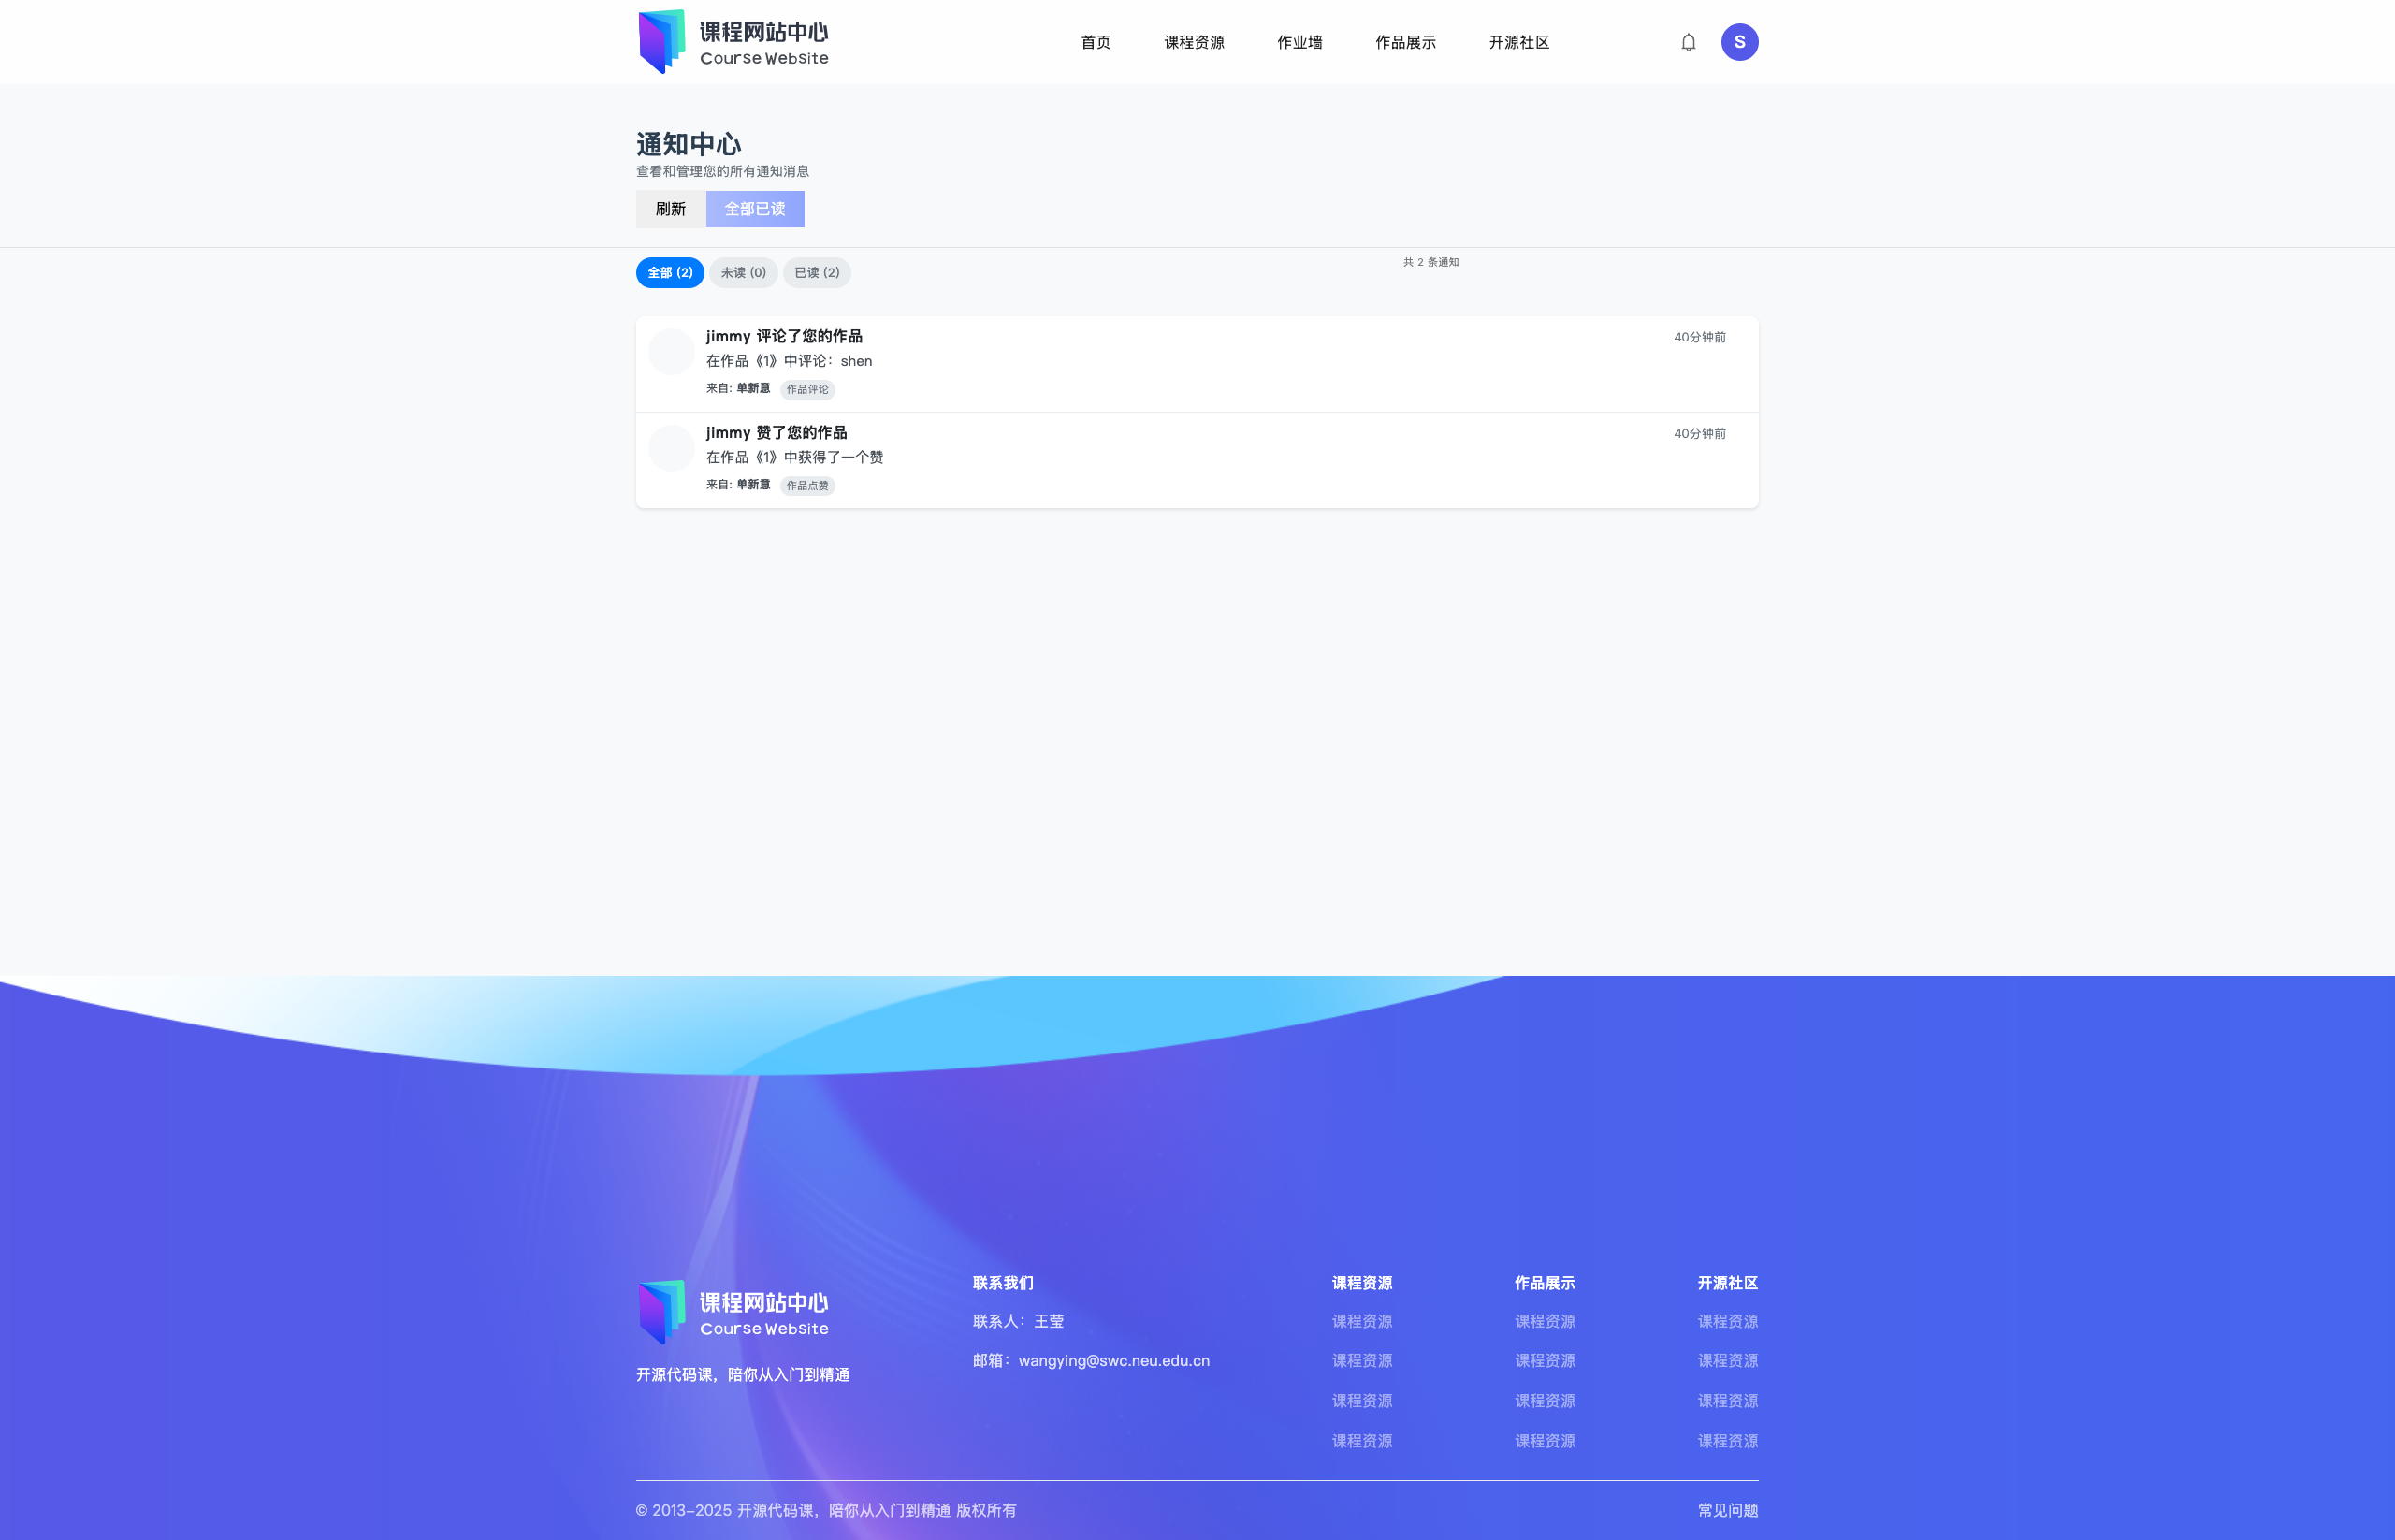 课程网站中心
Course Website
首页
课程资源
作业墙
作品展示
开源社区
S
通知中心
查看和管理您的所有通知消息
刷新
全部已读
全部 (2)
未读 (0)
已读 (2)
共 2 条通知
jimmy 评论了您的作品
40分钟前
在作品《1》中评论：shen
来自: 单新意 作品评论
jimmy 赞了您的作品
40分钟前
在作品《1》中获得了一个赞
来自: 单新意 作品点赞
课程网站中心
Course Website
开源代码课，陪你从入门到精通
联系我们
联系人：王莹
邮箱：wangying@swc.neu.edu.cn
课程资源
课程资源
课程资源
课程资源
课程资源
作品展示
课程资源
课程资源
课程资源
课程资源
开源社区
课程资源
课程资源
课程资源
课程资源
© 2013-2025 开源代码课，陪你从入门到精通 版权所有
常见问题